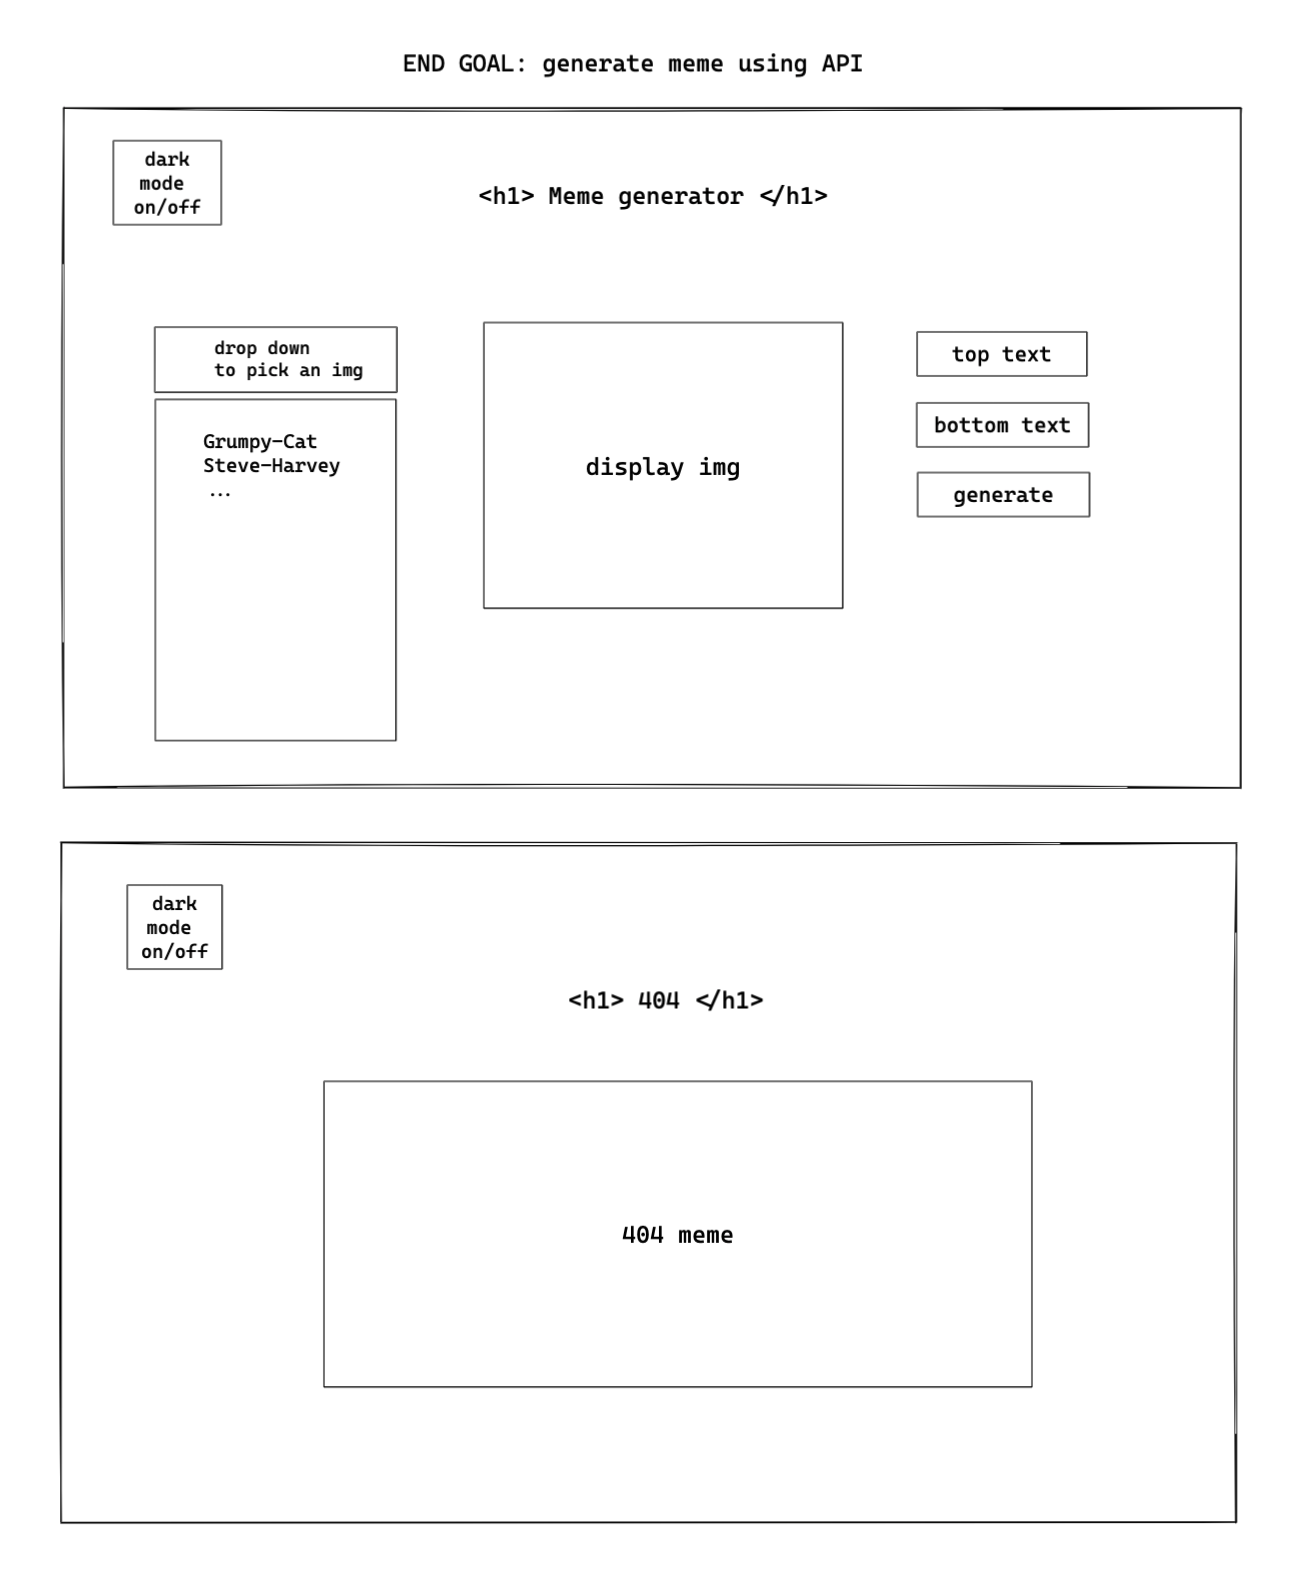 END GOAL: generate meme using API
dark
mode
on/off
<h1> Meme generator </h1>
drop down
to pick an img
Grumpy-Cat
Steve-Harvey
...
display img
top text
bottom text
generate
dark
mode
on/off
<h1> 404 </h1>
404 meme